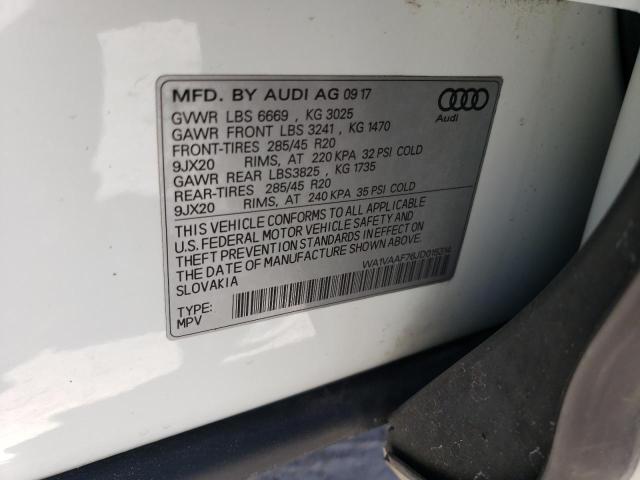 MFD. BY AUDI AG 09 17
GVWR LBS 6669 , KG 3025
GAWR FRONT LBS 3241 , KG 1470
FRONT-TIRES 285/45 R20
9JX20 RIMS, AT 220 KPA 32 PSI COLD
GAWR REAR LBS3825 , KG 1735
REAR-TIRES 285/45 R20
9JX20 RIMS, AT 240 KPA 35 PSI COLD
Audi
THIS VEHICLE CONFORMS TO ALL APPLICABLE
U.S. FEDERAL MOTOR VEHICLE SAFETY AND
THEFT PREVENTION STANDARDS IN EFFECT ON
DATE OF MANUFACTURE SHOWN ABOVE.
SLOVAKIA
TYPE:
MPV